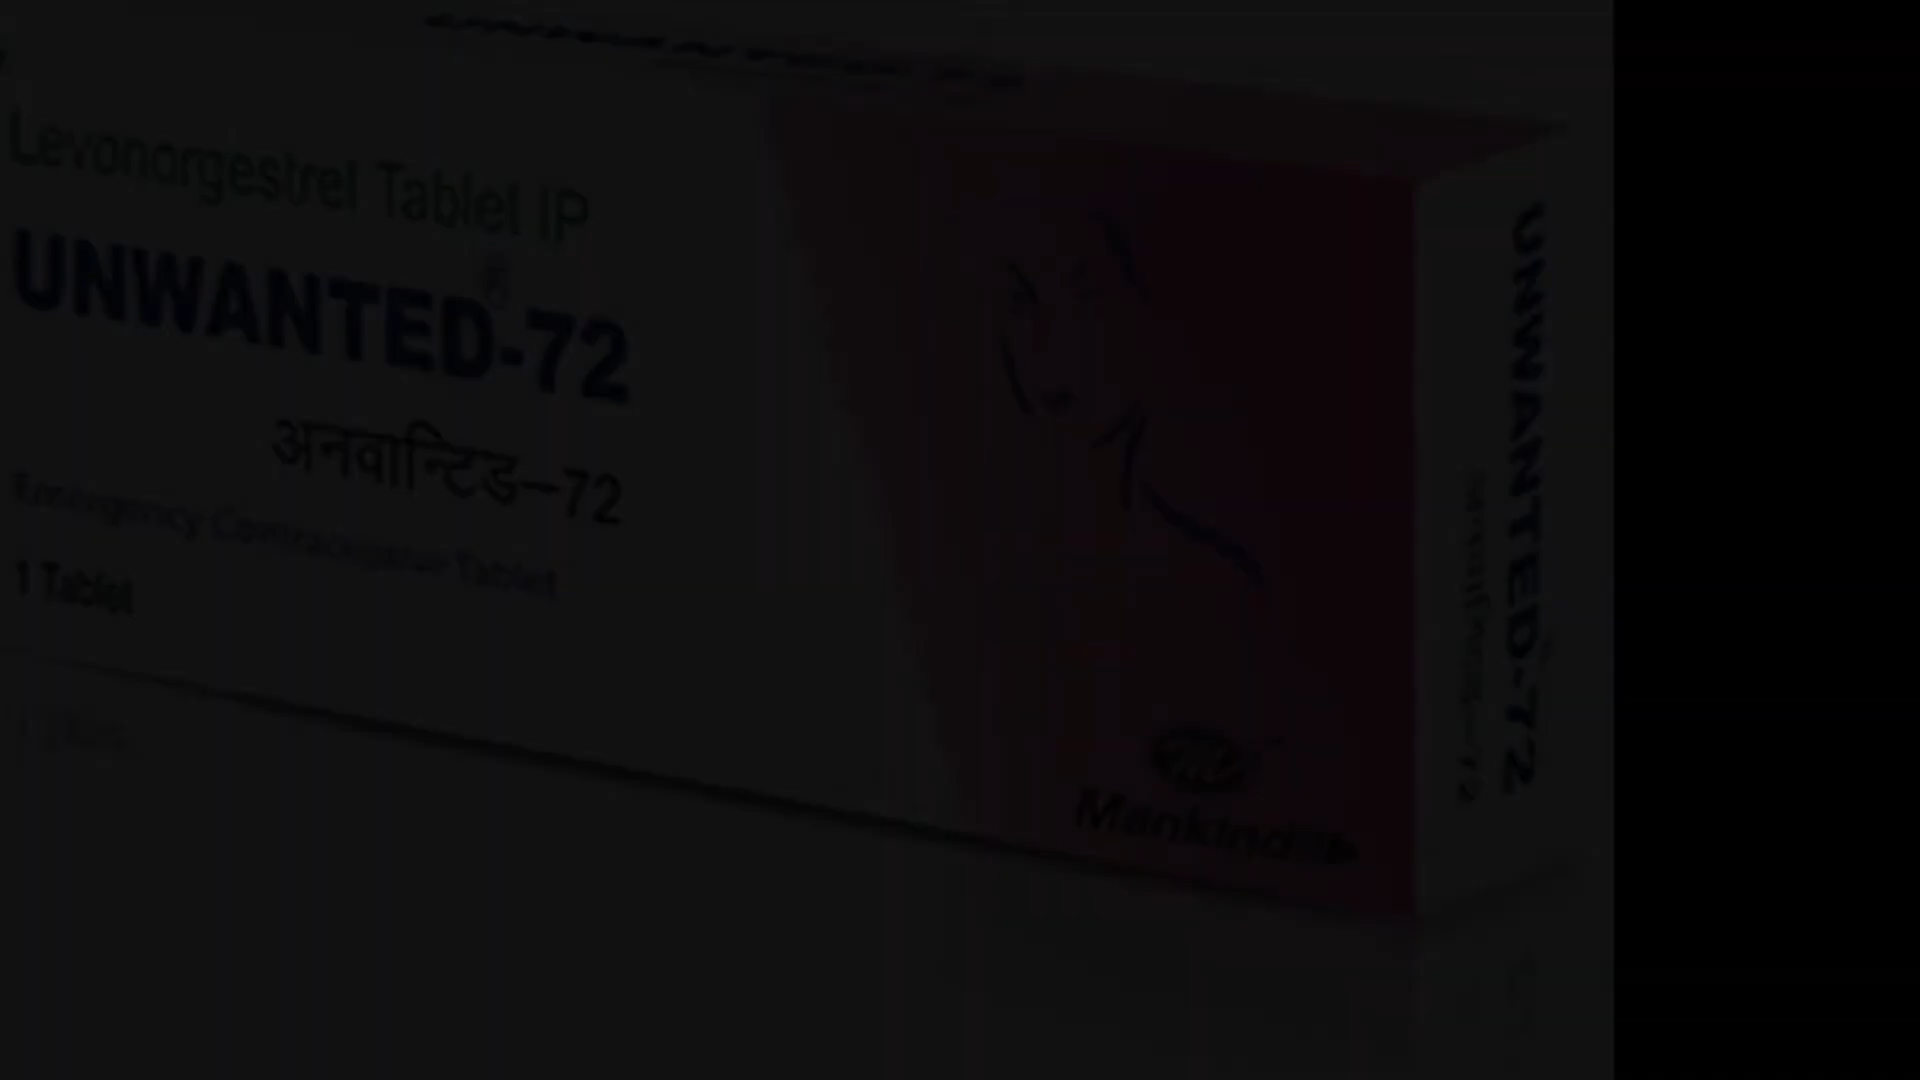 Levonorgestrel Tablet IP
UNWANTED-72
®
अनवान्टिड-72
Emergency Contraceptive Tablet
1 Tablet
Mankind
UNWANTED-72